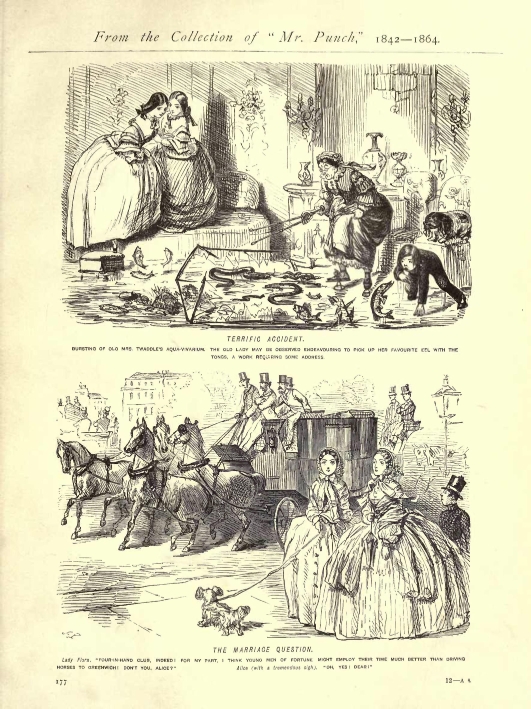 From the Collection of "Mr. Punch," 1842—1864.
TERRIFIC ACCIDENT.
BURSTING OF OLD MRS. TWADDLE'S AQUA-VIVARIUM. THE OLD LADY MAY BE OBSERVED ENDEAVOURING TO PICK UP HER FAVOURITE EEL WITH THE
TONGS, A WORK REQUIRING SOME ADDRESS.
THE MARRIAGE QUESTION.
Lady Flora. "FOUR-IN-HAND CLUB, INDEED! FOR MY PART, I THINK YOUNG MEN OF FORTUNE MIGHT EMPLOY THEIR TIME MUCH BETTER THAN DRIVING
HORSES TO GREENWICH! DON'T YOU, ALICE?" Alice (with a tremendous sigh). "OH, YES! DEAR!"
177 12—A